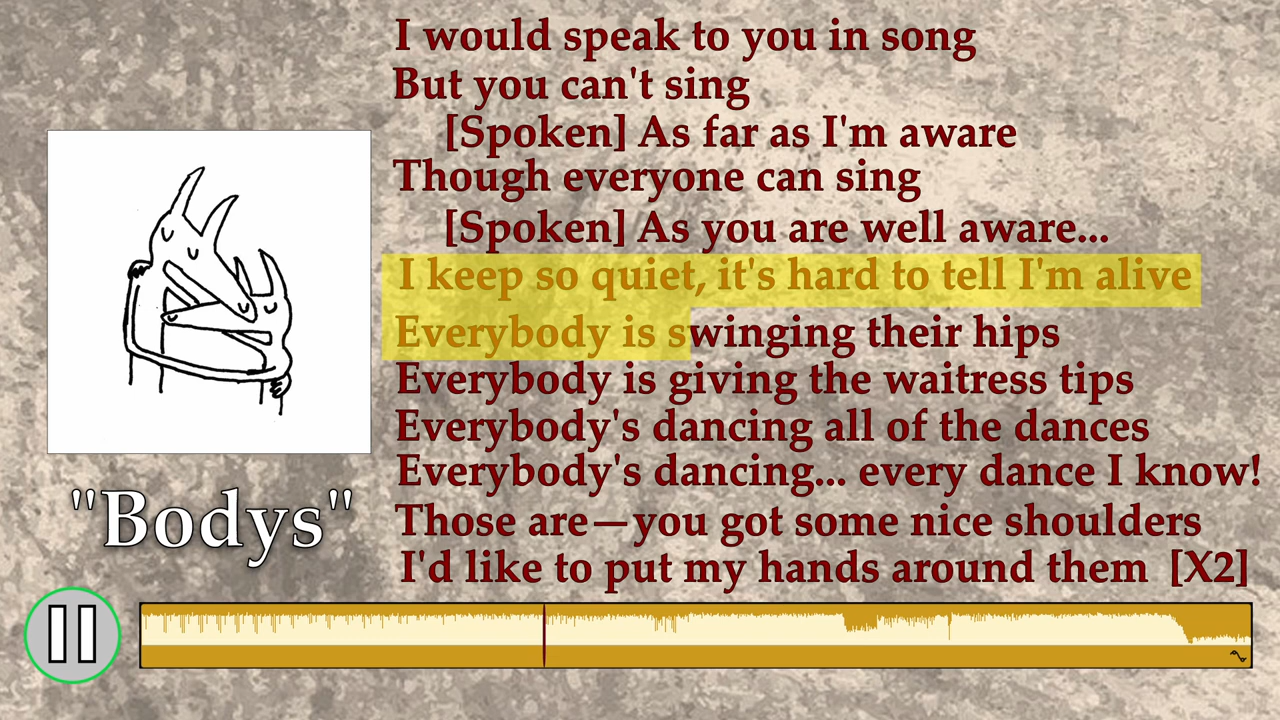 I would speak to you in song
But you can't sing
[Spoken] As far as I'm aware
Though everyone can sing
[Spoken] As you are well aware...
I keep so quiet, it's hard to tell I'm alive
Everybody is swinging their hips
Everybody is giving the waitress tips
Everybody's dancing all of the dances
Everybody's dancing... every dance I know!
Those are—you got some nice shoulders
I'd like to put my hands around them [X2]
"Bodys"